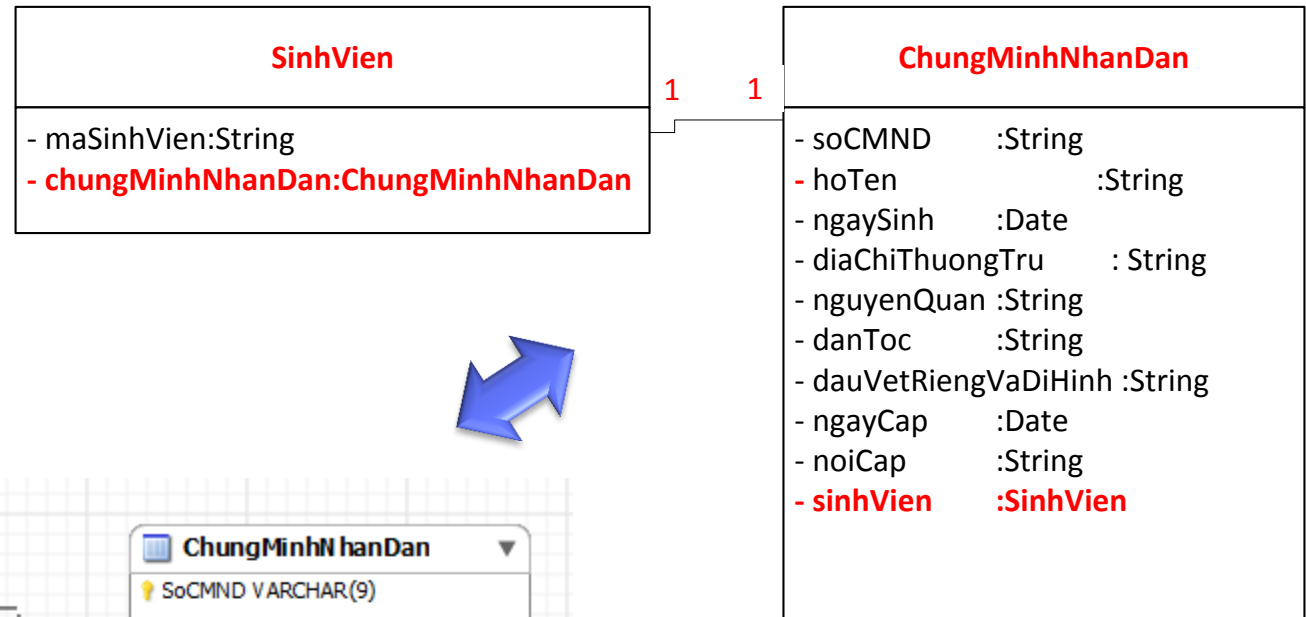 SinhVien
- maSinhVien:String
- chungMinhNhanDan:ChungMinhNhanDan
1 1
ChungMinhNhanDan
- soCMND :String
- hoTen :String
- ngaySinh :Date
- diaChiThuongTru : String
- nguyenQuan :String
- danToc :String
- dauVetRiengVaDiHinh :String
- ngayCap :Date
- noiCap :String
- sinhVien :SinhVien
ChungMinhNhanDan
SoCMND VARCHAR(9)